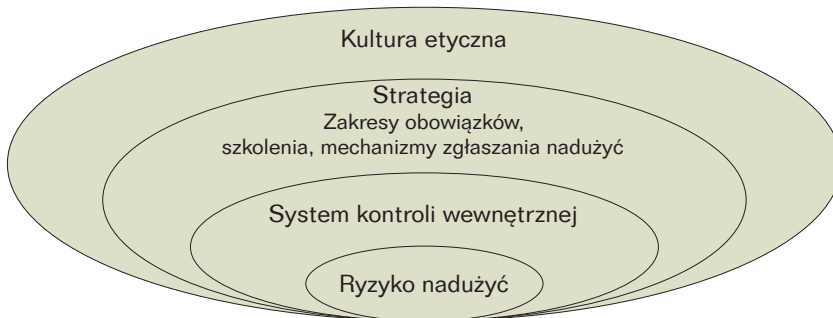 Kultura etyczna
Strategia
Zakresy obowiązków,
szkolenia, mechanizmy zgłaszania nadużyć
System kontroli wewnętrznej
Ryzyko nadużyć